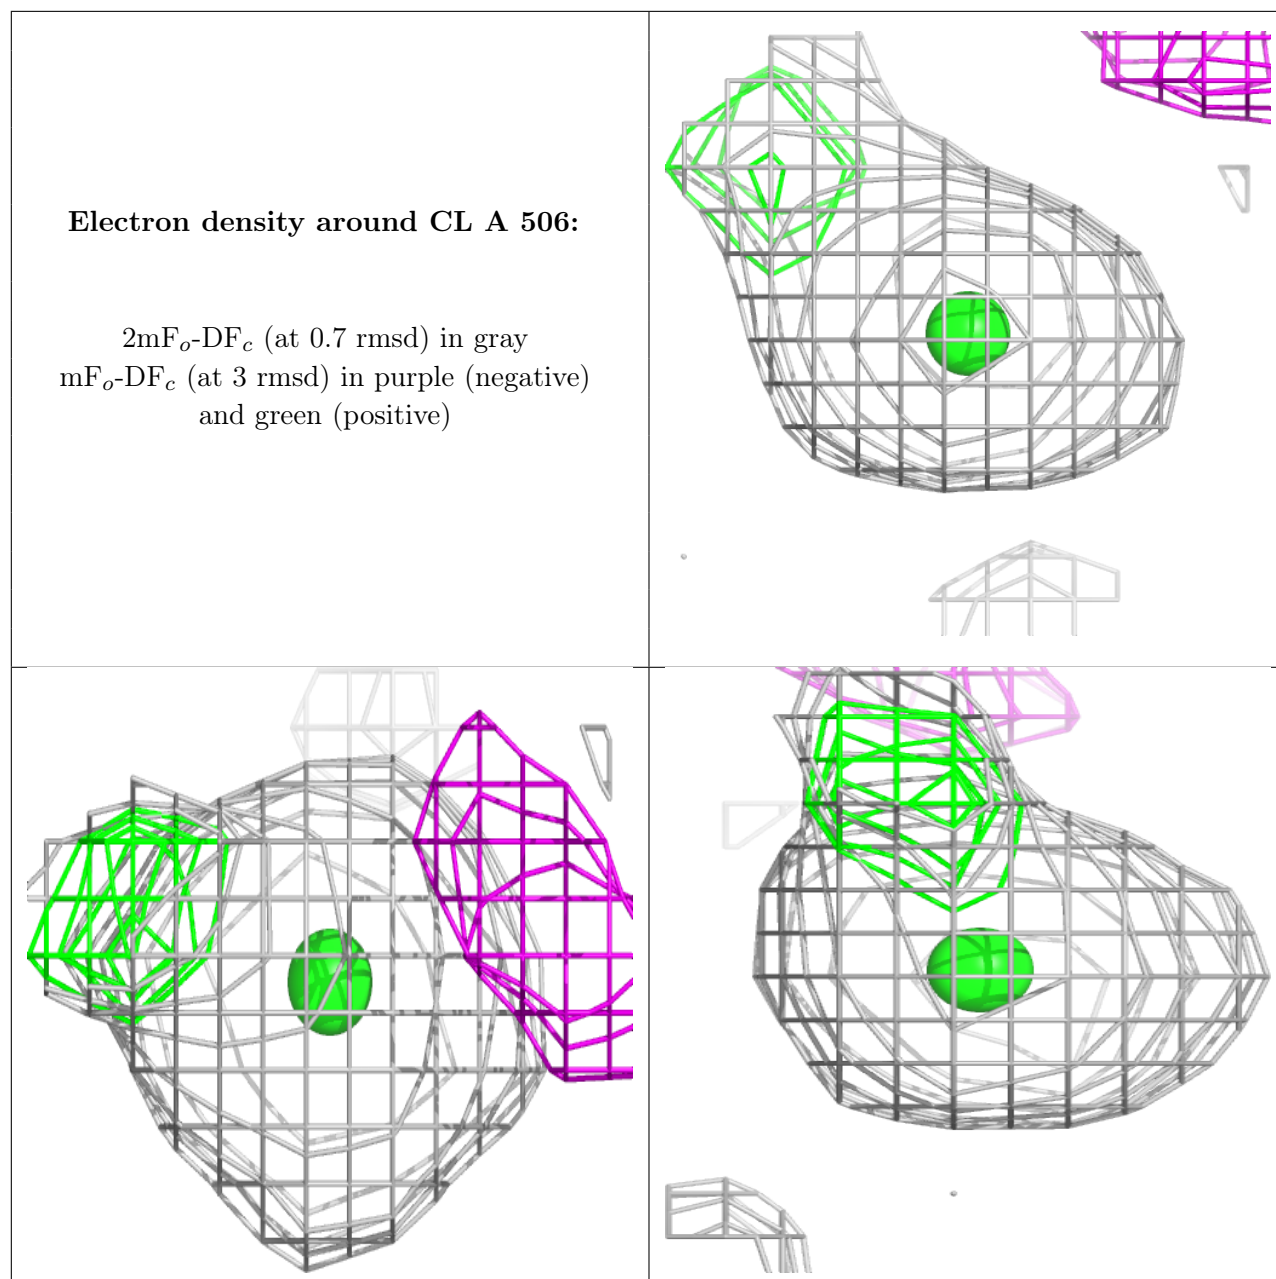 Electron density around CL A 506:
2mFo-DFc (at 0.7 rmsd) in gray
mFo-DFc (at 3 rmsd) in purple (negative)
and green (positive)